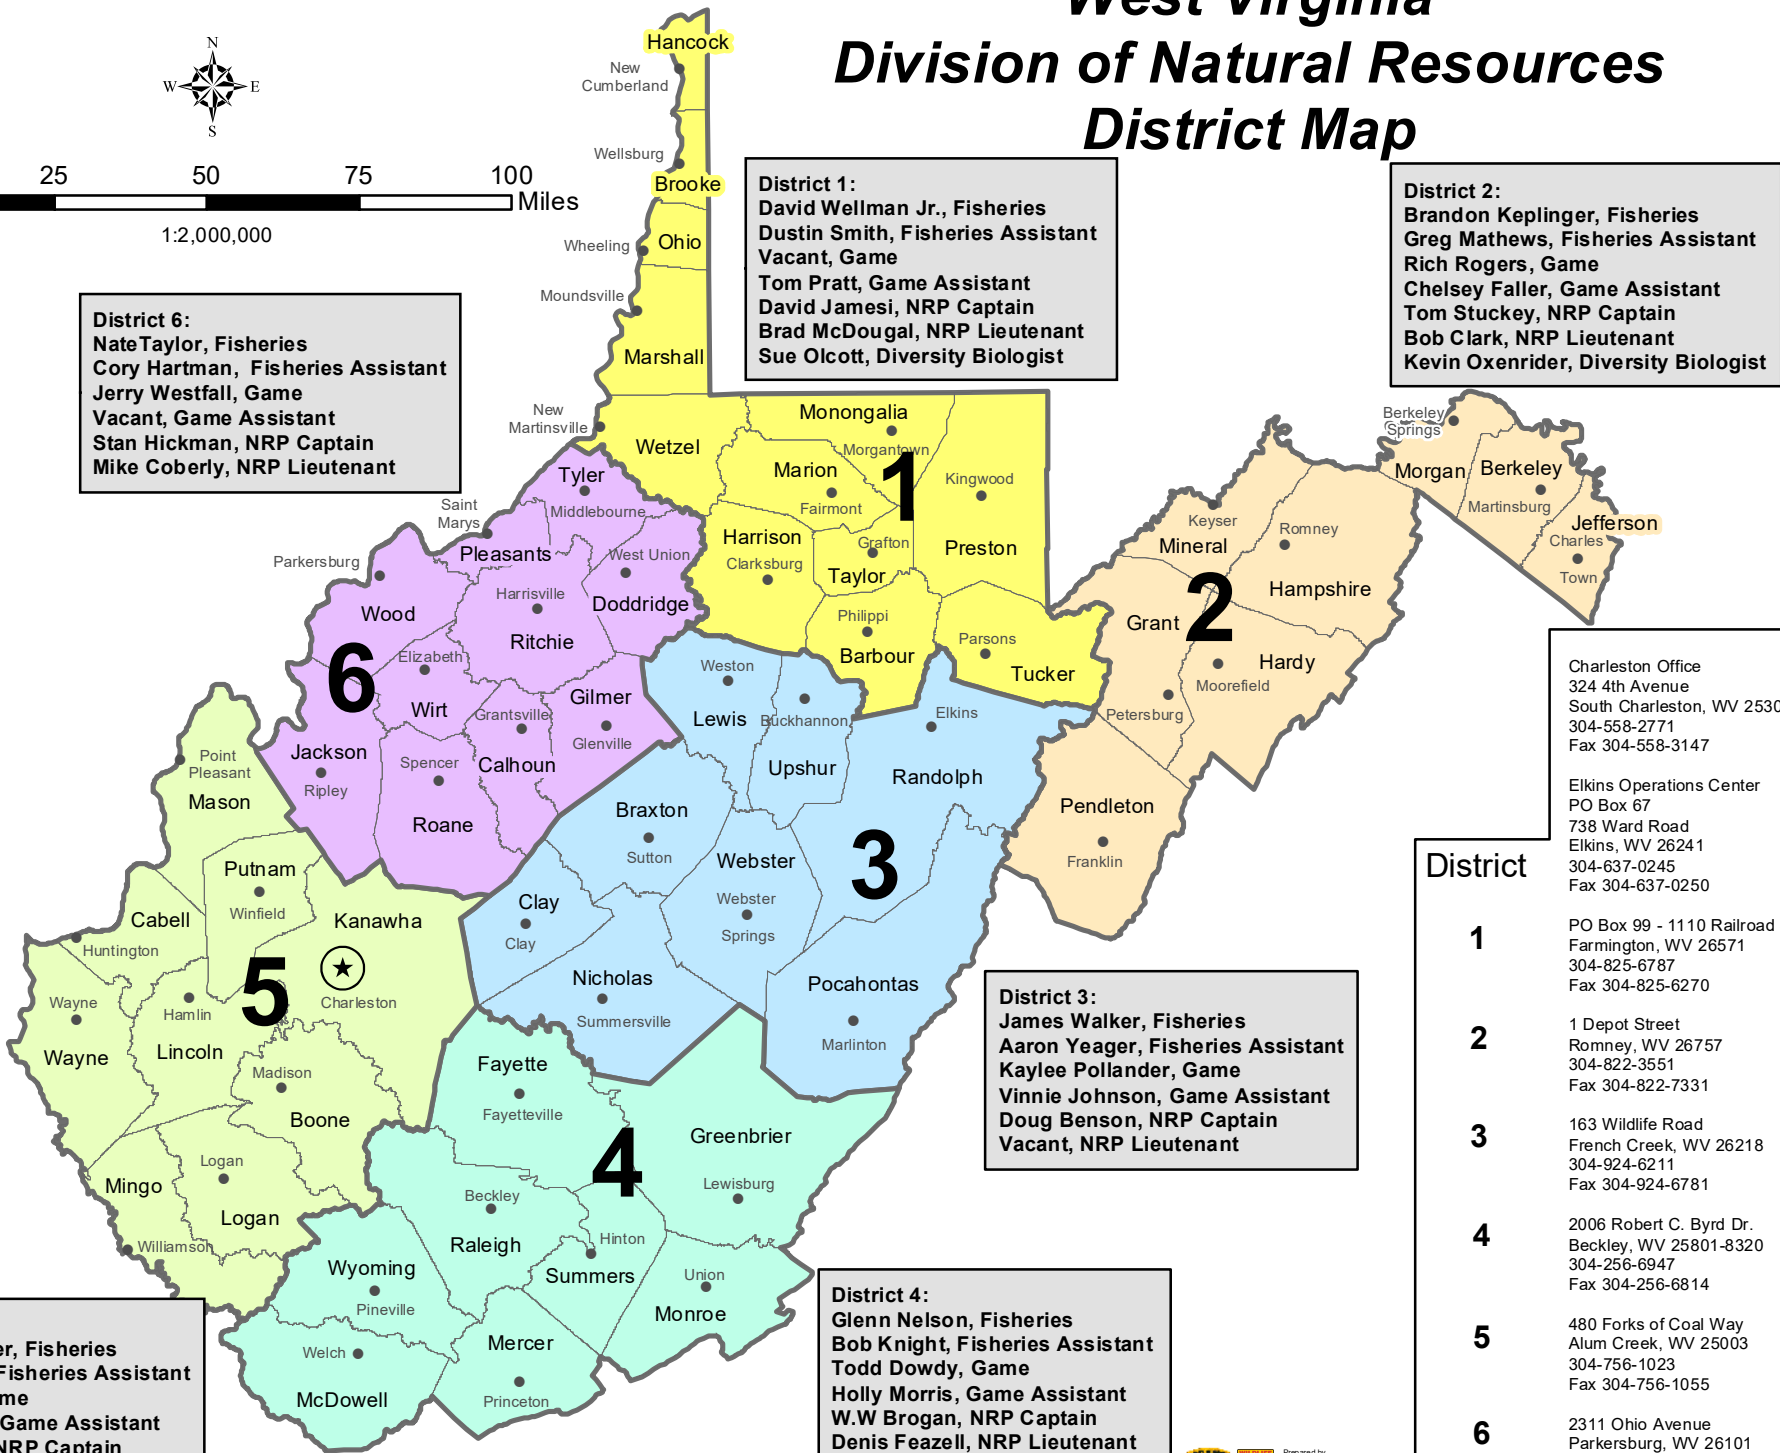 West Virginia
Division of Natural Resources
District Map
N
W E
S
25 50 75 100
Miles
1:2,000,000
District 1:
David Wellman Jr., Fisheries
Dustin Smith, Fisheries Assistant
Vacant, Game
Tom Pratt, Game Assistant
David Jamesi, NRP Captain
Brad McDougal, NRP Lieutenant
Sue Olcott, Diversity Biologist
District 2:
Brandon Keplinger, Fisheries
Greg Mathews, Fisheries Assistant
Rich Rogers, Game
Chelsey Faller, Game Assistant
Tom Stuckey, NRP Captain
Bob Clark, NRP Lieutenant
Kevin Oxenrider, Diversity Biologist
District 6:
NateTaylor, Fisheries
Cory Hartman, Fisheries Assistant
Jerry Westfall, Game
Vacant, Game Assistant
Stan Hickman, NRP Captain
Mike Coberly, NRP Lieutenant
Hancock
New
Cumberland
Wellsburg
Brooke
Ohio
Wheeling
Moundsville
Marshall
New
Martinsville
Wetzel
Monongalia
Morgantown
Marion
Fairmont
1
Kingwood
Preston
Harrison
Clarksburg
Grafton
Taylor
Philippi
Barbour
Parsons
Tucker
Berkeley
Springs
Morgan
Berkeley
Martinsburg
Jefferson
Charles
Town
Keyser
Mineral
Romney
Hampshire
2
Grant
Hardy
Moorefield
Petersburg
Pendleton
Franklin
Tyler
Middlebourne
Saint
Marys
Pleasants
West Union
Doddridge
Parkersburg
Wood
Harrisville
Ritchie
6
Elizabeth
Wirt
Gilmer
Glenville
Grantsville
Calhoun
Jackson
Ripley
Spencer
Roane
Weston
Lewis
Buckhannon
Upshur
Elkins
Randolph
Braxton
Sutton
Webster
Webster
Springs
3
Clay
Clay
Nicholas
Summersville
Pocahontas
Marlinton
Point
Pleasant
Mason
Putnam
Winfield
Cabell
Huntington
Kanawha
Charleston
5
Wayne
Wayne
Hamlin
Lincoln
Madison
Boone
Logan
Logan
Mingo
Williamson
Fayette
Fayetteville
4
Greenbrier
Lewisburg
Beckley
Raleigh
Hinton
Summers
Union
Monroe
Wyoming
Pineville
Mercer
Princeton
Welch
McDowell
District 3:
James Walker, Fisheries
Aaron Yeager, Fisheries Assistant
Kaylee Pollander, Game
Vinnie Johnson, Game Assistant
Doug Benson, NRP Captain
Vacant, NRP Lieutenant
District 4:
Glenn Nelson, Fisheries
Bob Knight, Fisheries Assistant
Todd Dowdy, Game
Holly Morris, Game Assistant
W.W Brogan, NRP Captain
Denis Feazell, NRP Lieutenant
er, Fisheries
Fisheries Assistant
me
Game Assistant
NRP Captain
Charleston Office
324 4th Avenue
South Charleston, WV 2530
304-558-2771
Fax 304-558-3147
Elkins Operations Center
PO Box 67
738 Ward Road
Elkins, WV 26241
304-637-0245
Fax 304-637-0250
District
1
PO Box 99 - 1110 Railroad
Farmington, WV 26571
304-825-6787
Fax 304-825-6270
2
1 Depot Street
Romney, WV 26757
304-822-3551
Fax 304-822-7331
3
163 Wildlife Road
French Creek, WV 26218
304-924-6211
Fax 304-924-6781
4
2006 Robert C. Byrd Dr.
Beckley, WV 25801-8320
304-256-6947
Fax 304-256-6814
5
480 Forks of Coal Way
Alum Creek, WV 25003
304-756-1023
Fax 304-756-1055
6
2311 Ohio Avenue
Parkersburg, WV 26101
Prepared by